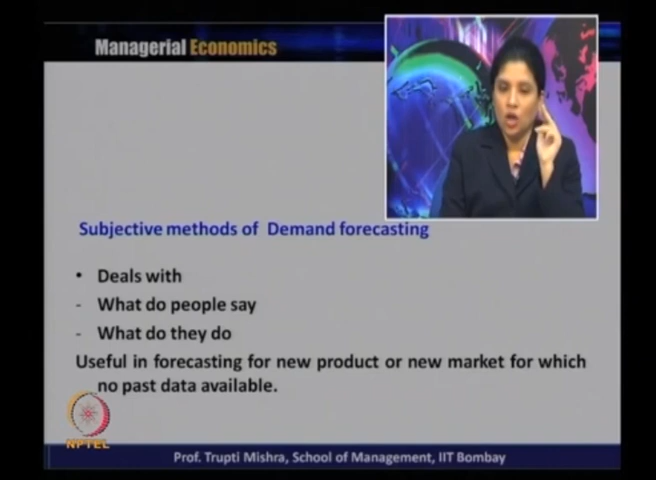 Managerial Economics
Subjective methods of Demand forecasting
• Deals with
- What do people say
- What do they do
Useful in forecasting for new product or new market for which
no past data available.
NPTEL
Prof. Trupti Mishra, School of Management, IIT Bombay